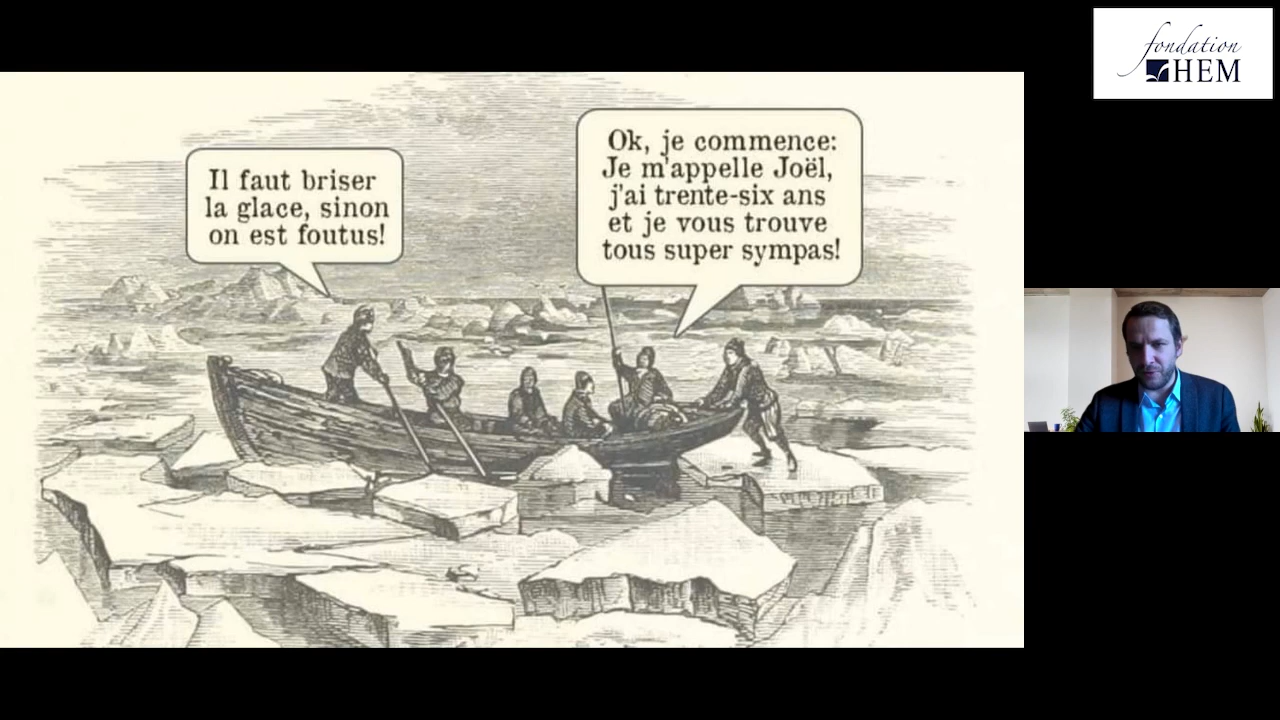 Il faut briser
la glace, sinon
on est foutus!
Ok, je commence:
Je m'appelle Joël,
j'ai trente-six ans
et je vous trouve
tous super sympas!
fondation
HEM